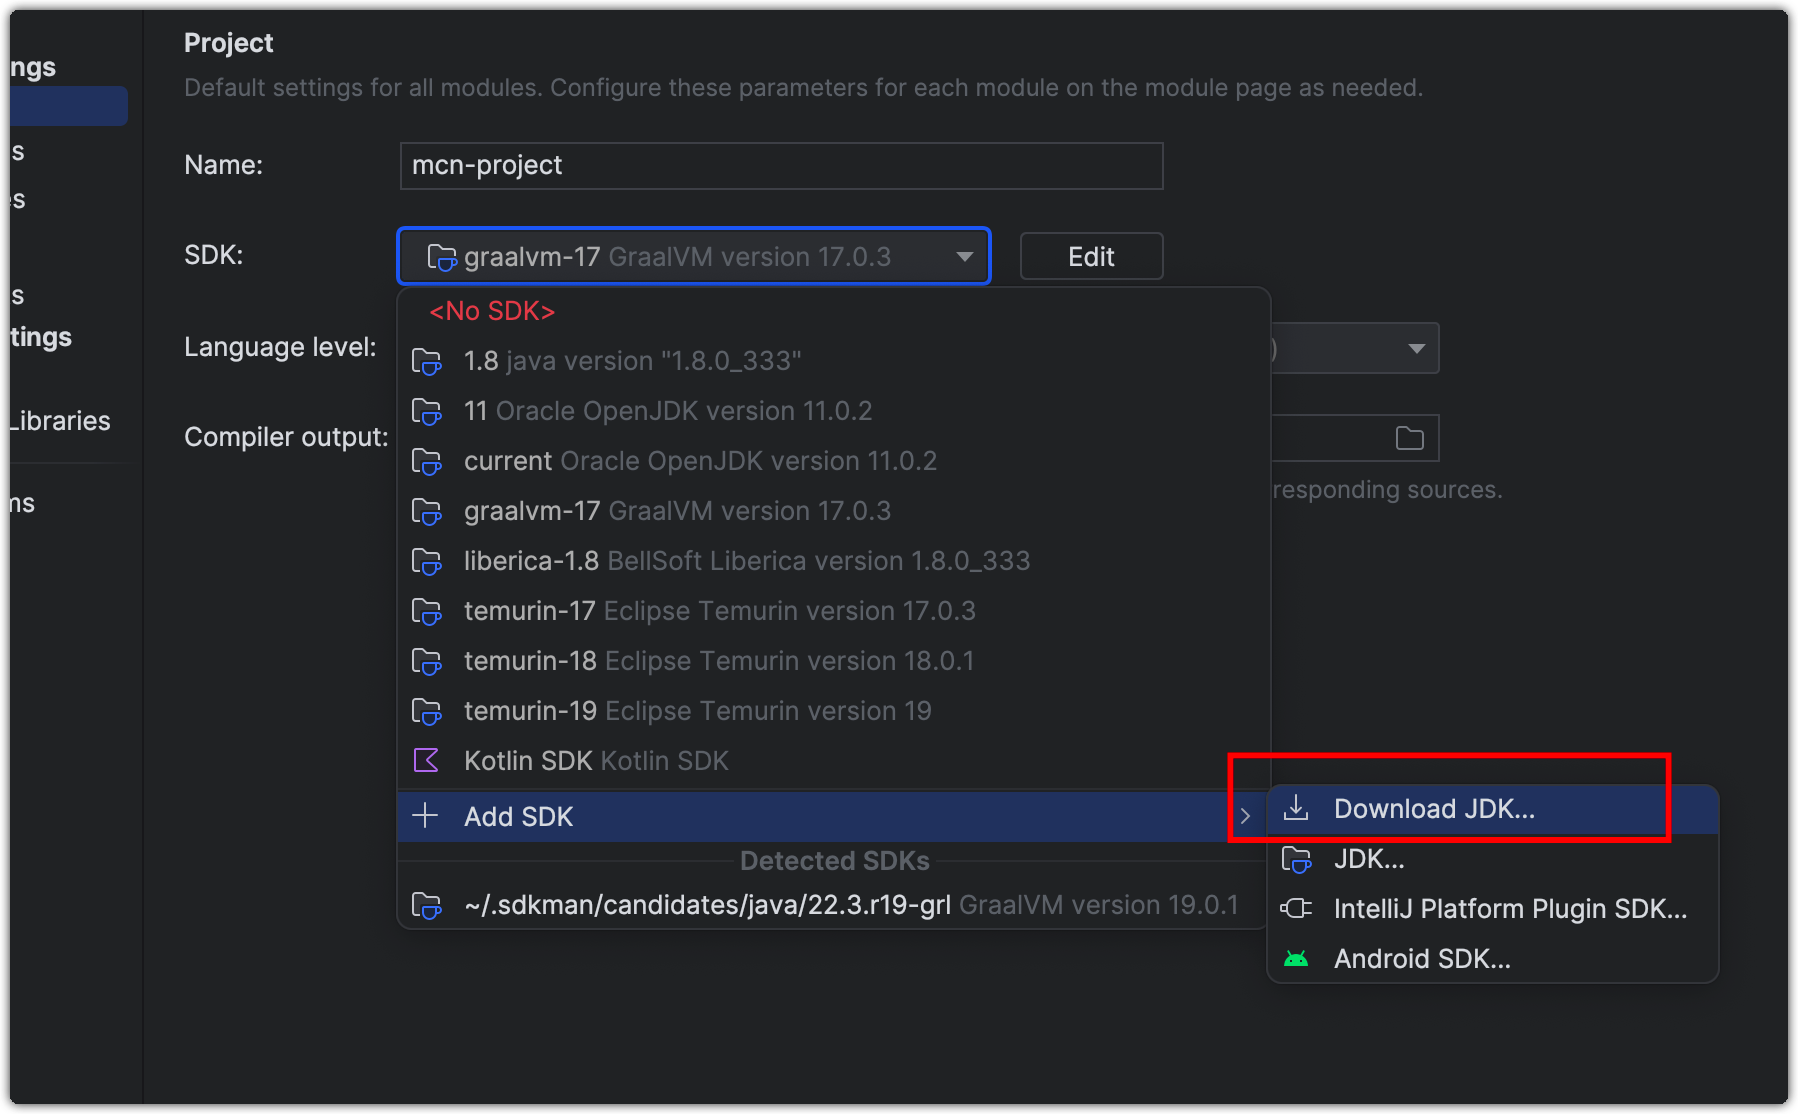 Project
Default settings for all modules. Configure these parameters for each module on the module page as needed.
ngs
s
es
s
tings
Libraries
ms
Name:
mcn-project
SDK:
graalvm-17 GraalVM version 17.0.3
Edit
Language level:
)
Compiler output:
responding sources.
<No SDK>
1.8 java version "1.8.0_333"
11 Oracle OpenJDK version 11.0.2
current Oracle OpenJDK version 11.0.2
graalvm-17 GraalVM version 17.0.3
liberica-1.8 BellSoft Liberica version 1.8.0_333
temurin-17 Eclipse Temurin version 17.0.3
temurin-18 Eclipse Temurin version 18.0.1
temurin-19 Eclipse Temurin version 19
Kotlin SDK Kotlin SDK
Add SDK
Detected SDKs
~/.sdkman/candidates/java/22.3.r19-grl GraalVM version 19.0.1
Download JDK...
JDK...
IntelliJ Platform Plugin SDK...
Android SDK...